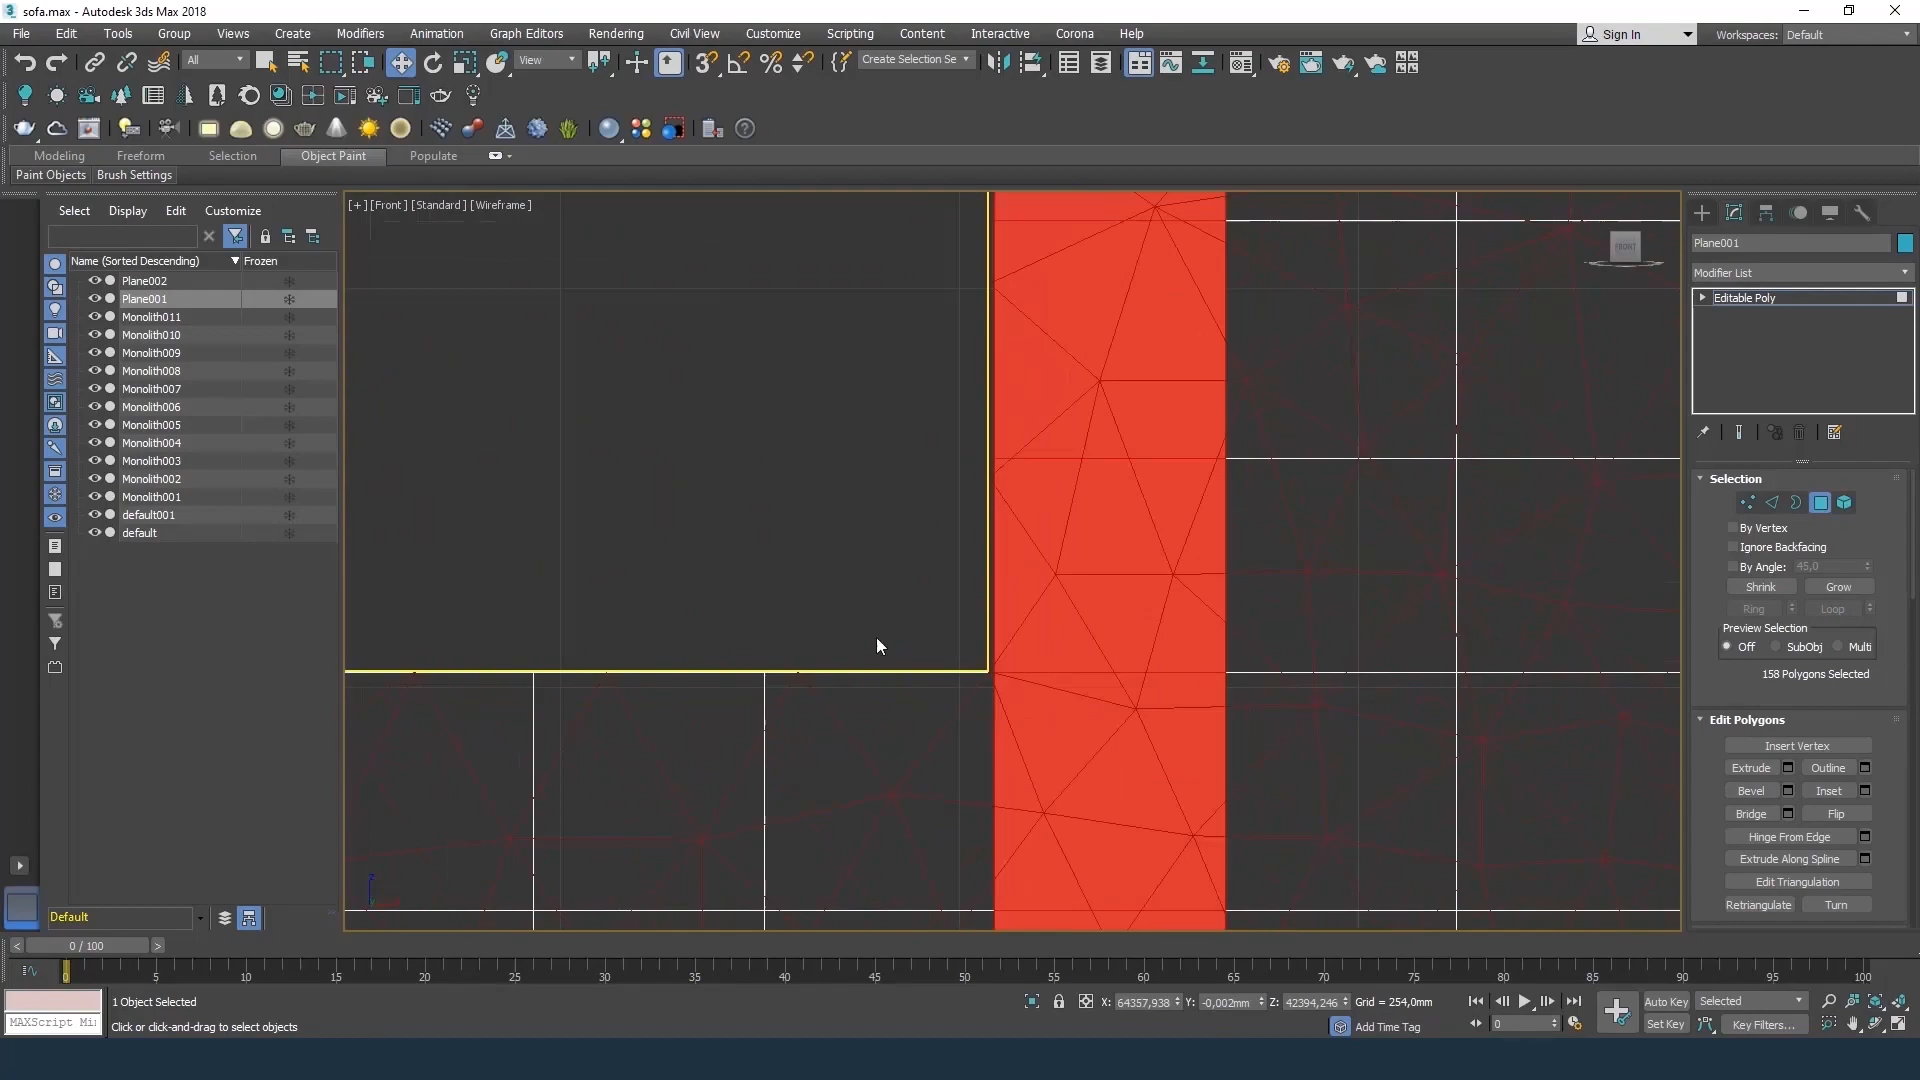 sofa.max - Autodesk 3ds Max 2018
File Edit Tools Group Views Create Modifiers Animation Graph Editors Rendering Civil View Customize Scripting Content Interactive Corona Help
Sign In Workspaces: Default
All View Create Selection Se
Modeling Freeform Selection Object Paint Populate
Paint Objects Brush Settings
Select Display Edit Customize
Name (Sorted Descending) Frozen
Plane002
Plane001
Monolith011
Monolith010
Monolith009
Monolith008
Monolith007
Monolith006
Monolith005
Monolith004
Monolith003
Monolith002
Monolith001
default001
default
Default
[+] [Front] [Standard] [Wireframe]
FRONT
Plane001
Modifier List
Editable Poly
Selection
By Vertex
Ignore Backfacing
By Angle: 45,0
Shrink Grow
Ring Loop
Preview Selection
Off SubObj Multi
158 Polygons Selected
Edit Polygons
Insert Vertex
Extrude Outline
Bevel Inset
Bridge Flip
Hinge From Edge
Extrude Along Spline
Edit Triangulation
Retriangulate Turn
< 0 / 100 >
0 5 10 15 20 25 30 35 40 45 50 55 60 65 70 75 80 85 90 95 100
1 Object Selected
X: 64357,938 Y: -0,002mm Z: 42394,246 Grid = 254,0mm
Auto Key Selected
MAXScript Mi
Click or click-and-drag to select objects
Add Time Tag
0
Set Key Key Filters...